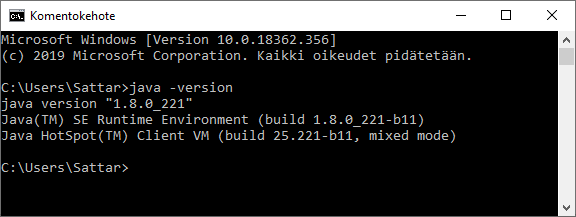 Komentokehote
Microsoft Windows [Version 10.0.18362.356]
(c) 2019 Microsoft Corporation. Kaikki oikeudet pidätetään.
C:\Users\Sattar>java -version
java version "1.8.0_221"
Java(TM) SE Runtime Environment (build 1.8.0_221-b11)
Java HotSpot(TM) Client VM (build 25.221-b11, mixed mode)
C:\Users\Sattar>